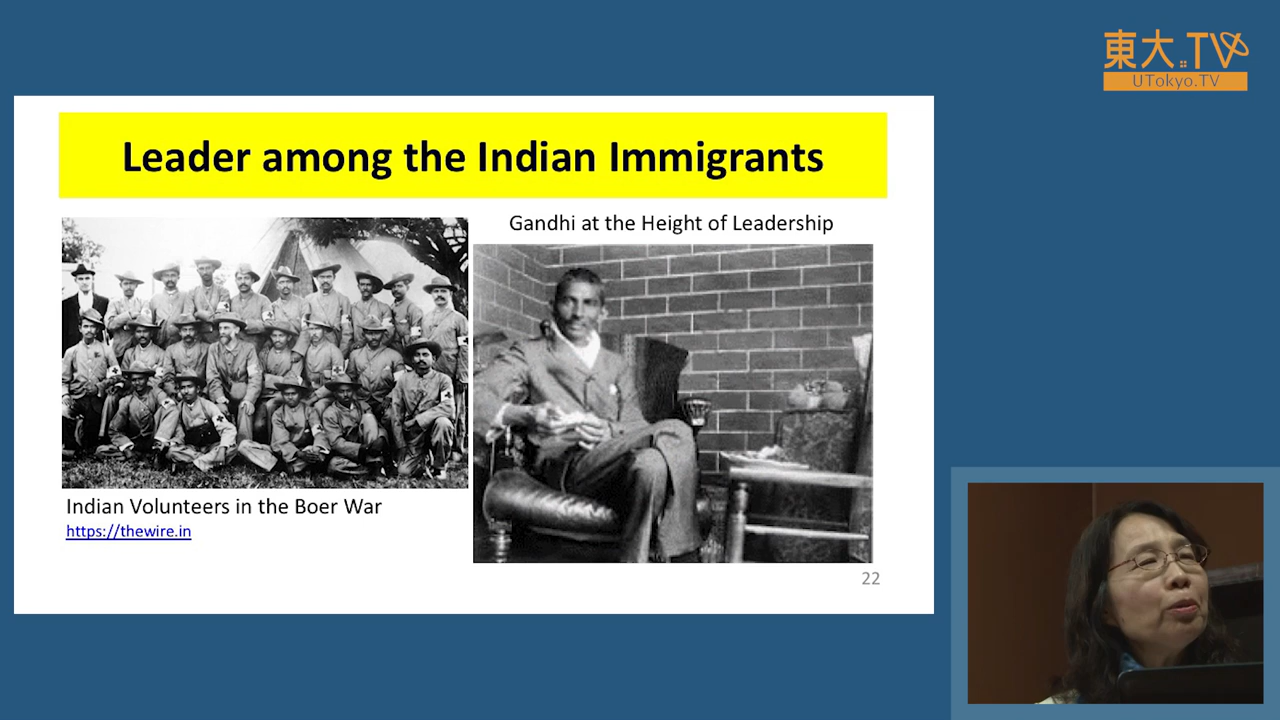 東大.TV
UTokyo.TV
Leader among the Indian Immigrants
Gandhi at the Height of Leadership
Indian Volunteers in the Boer War
https://thewire.in
22